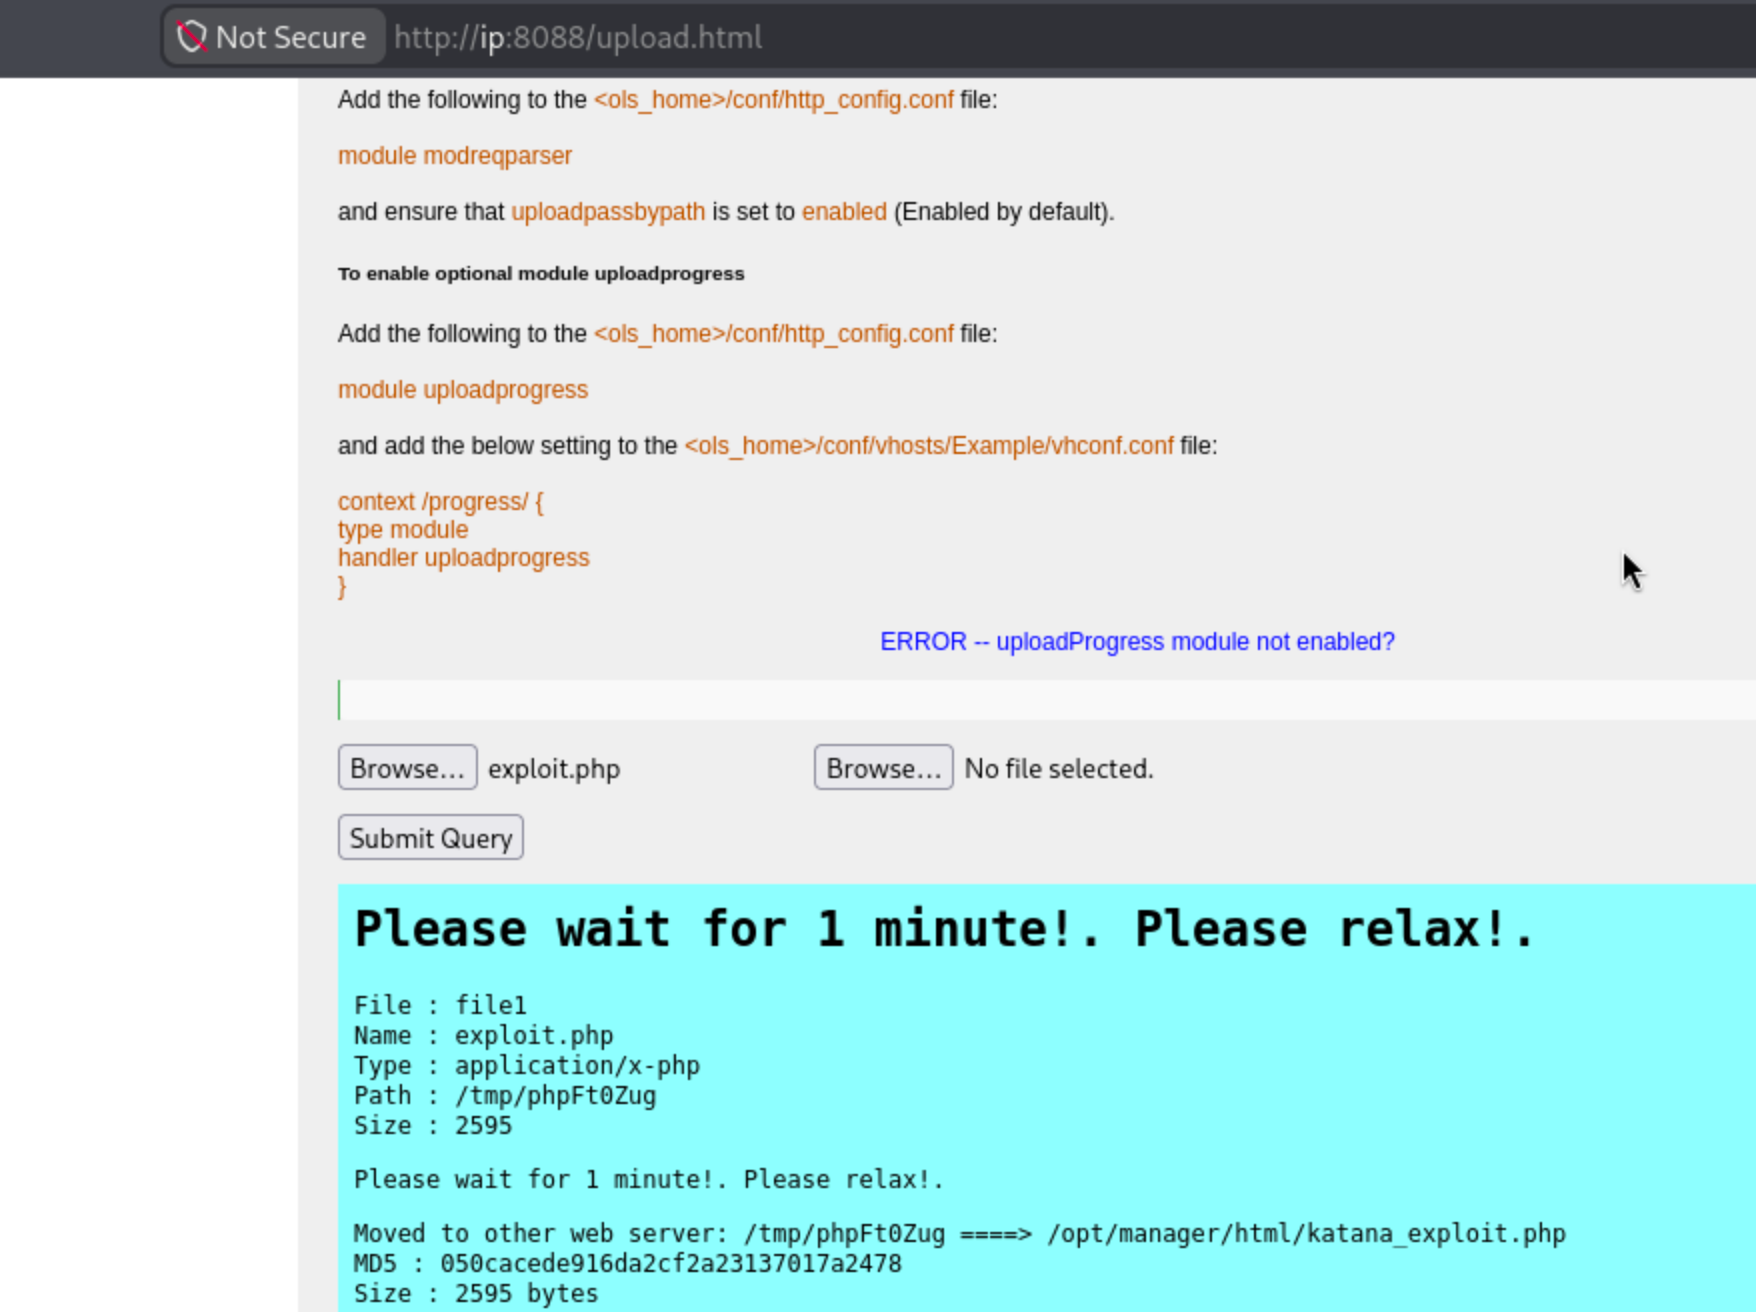 Not Secure http://ip:8088/upload.html
Add the following to the <ols_home>/conf/http_config.conf file:
module modreqparser
and ensure that uploadpassbypath is set to enabled (Enabled by default).
To enable optional module uploadprogress
Add the following to the <ols_home>/conf/http_config.conf file:
module uploadprogress
and add the below setting to the <ols_home>/conf/vhosts/Example/vhconf.conf file:
context /progress/ {
type module
handler uploadprogress
}
ERROR -- uploadProgress module not enabled?
Browse... exploit.php Browse... No file selected.
Submit Query
Please wait for 1 minute!. Please relax!.
File : file1
Name : exploit.php
Type : application/x-php
Path : /tmp/phpFt0Zug
Size : 2595
Please wait for 1 minute!. Please relax!.
Moved to other web server: /tmp/phpFt0Zug ====> /opt/manager/html/katana_exploit.php
MD5 : 050cacede916da2cf2a23137017a2478
Size : 2595 bytes